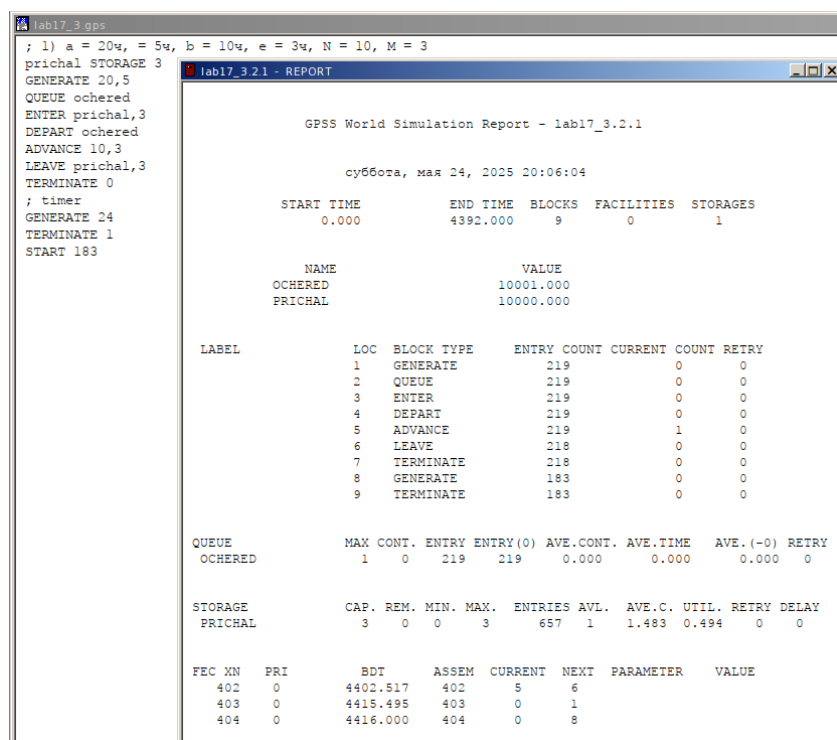 lab17_3.gps
; 1) a = 20ч, = 5ч, b = 10ч, e = 3ч, N = 10, M = 3
prichal STORAGE 3
GENERATE 20,5
QUEUE ochered
ENTER prichal,3
DEPART ochered
ADVANCE 10,3
LEAVE prichal,3
TERMINATE 0
; timer
GENERATE 24
TERMINATE 1
START 183
lab17_3.2.1 - REPORT
GPSS World Simulation Report - lab17_3.2.1
суббота, мая 24, 2025 20:06:04
START TIME END TIME BLOCKS FACILITIES STORAGES
0.000 4392.000 9 0 1
NAME VALUE
OCHERED 10001.000
PRICHAL 10000.000
LABEL LOC BLOCK TYPE ENTRY COUNT CURRENT COUNT RETRY
1 GENERATE 219 0 0
2 QUEUE 219 0 0
3 ENTER 219 0 0
4 DEPART 219 0 0
5 ADVANCE 219 1 0
6 LEAVE 218 0 0
7 TERMINATE 218 0 0
8 GENERATE 183 0 0
9 TERMINATE 183 0 0
QUEUE MAX CONT. ENTRY ENTRY(0) AVE.CONT. AVE.TIME AVE.(-0) RETRY
OCHERED 1 0 219 219 0.000 0.000 0.000 0
STORAGE CAP. REM. MIN. MAX. ENTRIES AVL. AVE.C. UTIL. RETRY DELAY
PRICHAL 3 0 0 3 657 1 1.483 0.494 0 0
FEC XN PRI BDT ASSEM CURRENT NEXT PARAMETER VALUE
402 0 4402.517 402 5 6
403 0 4415.495 403 0 1
404 0 4416.000 404 0 8